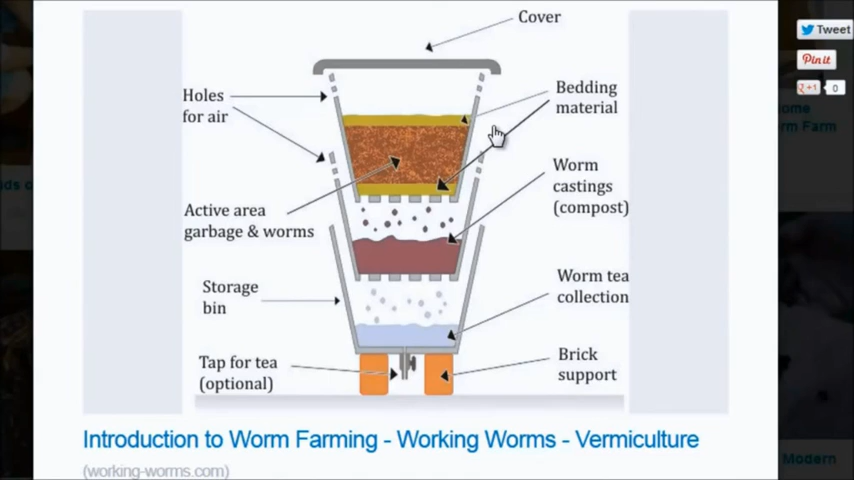 Cover
Tweet
Pin it
+1 0
Holes
for air
Bedding
material
Worm
castings
(compost)
Active area
garbage & worms
Storage
bin
Worm tea
collection
Tap for tea
(optional)
Brick
support
Introduction to Worm Farming - Working Worms - Vermiculture
(working-worms.com)
Modern